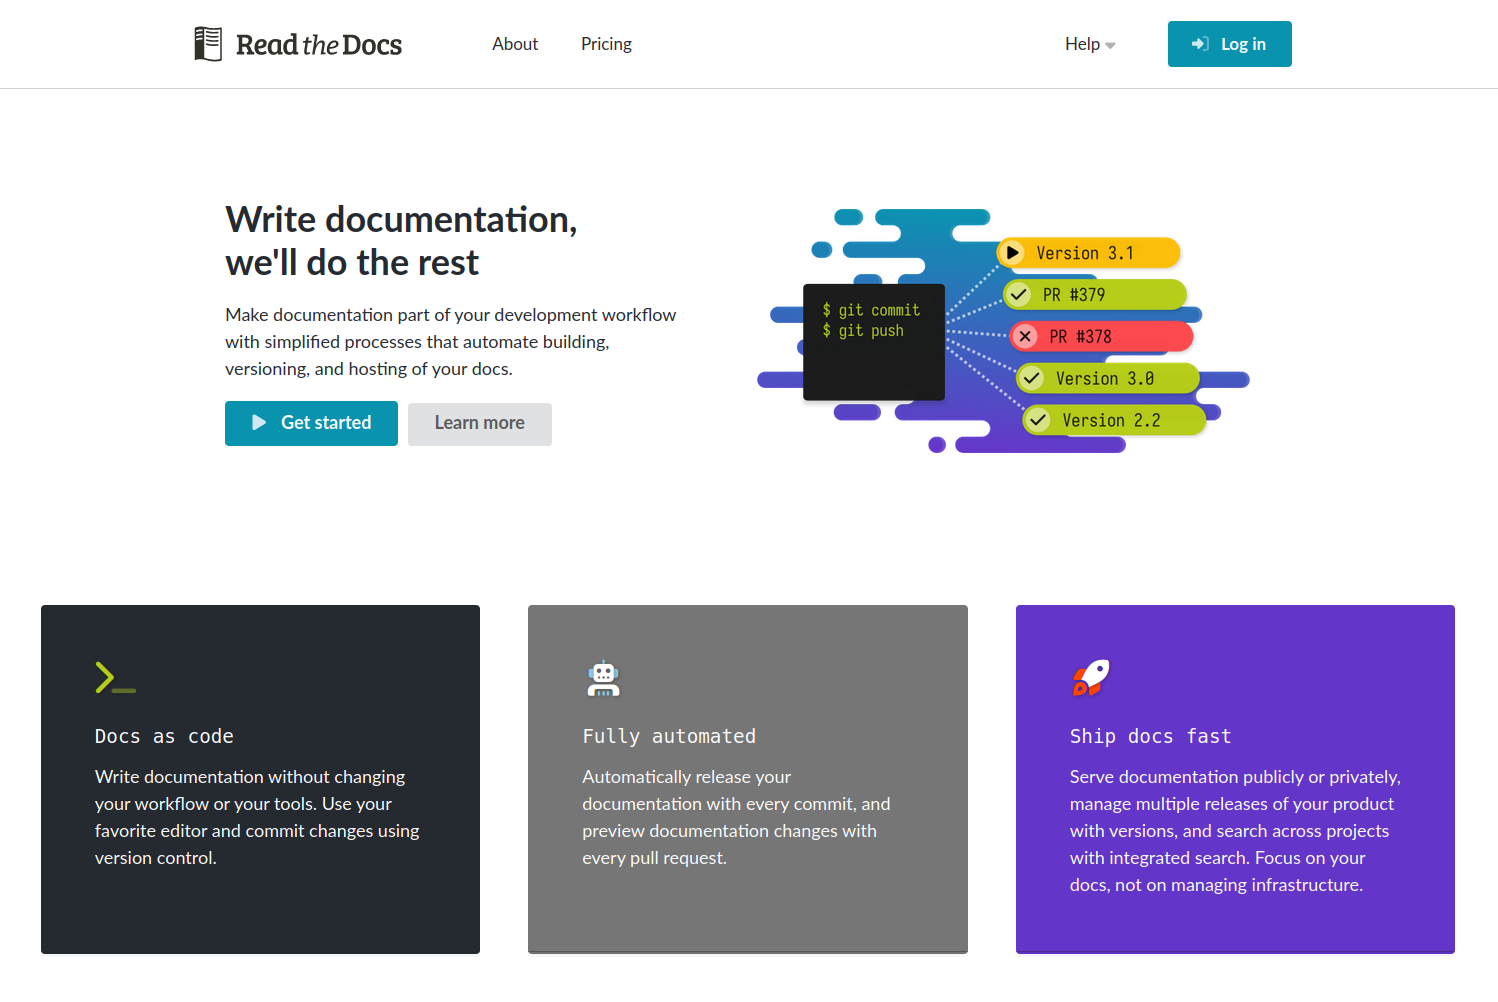 Read the Docs
About
Pricing
Help
Log in
Write documentation,
we'll do the rest
Make documentation part of your development workflow
with simplified processes that automate building,
versioning, and hosting of your docs.
Get started
Learn more
$ git commit
$ git push
Version 3.1
PR #379
PR #378
Version 3.0
Version 2.2
Docs as code
Write documentation without changing
your workflow or your tools. Use your
favorite editor and commit changes using
version control.
Fully automated
Automatically release your
documentation with every commit, and
preview documentation changes with
every pull request.
Ship docs fast
Serve documentation publicly or privately,
manage multiple releases of your product
with versions, and search across projects
with integrated search. Focus on your
docs, not on managing infrastructure.